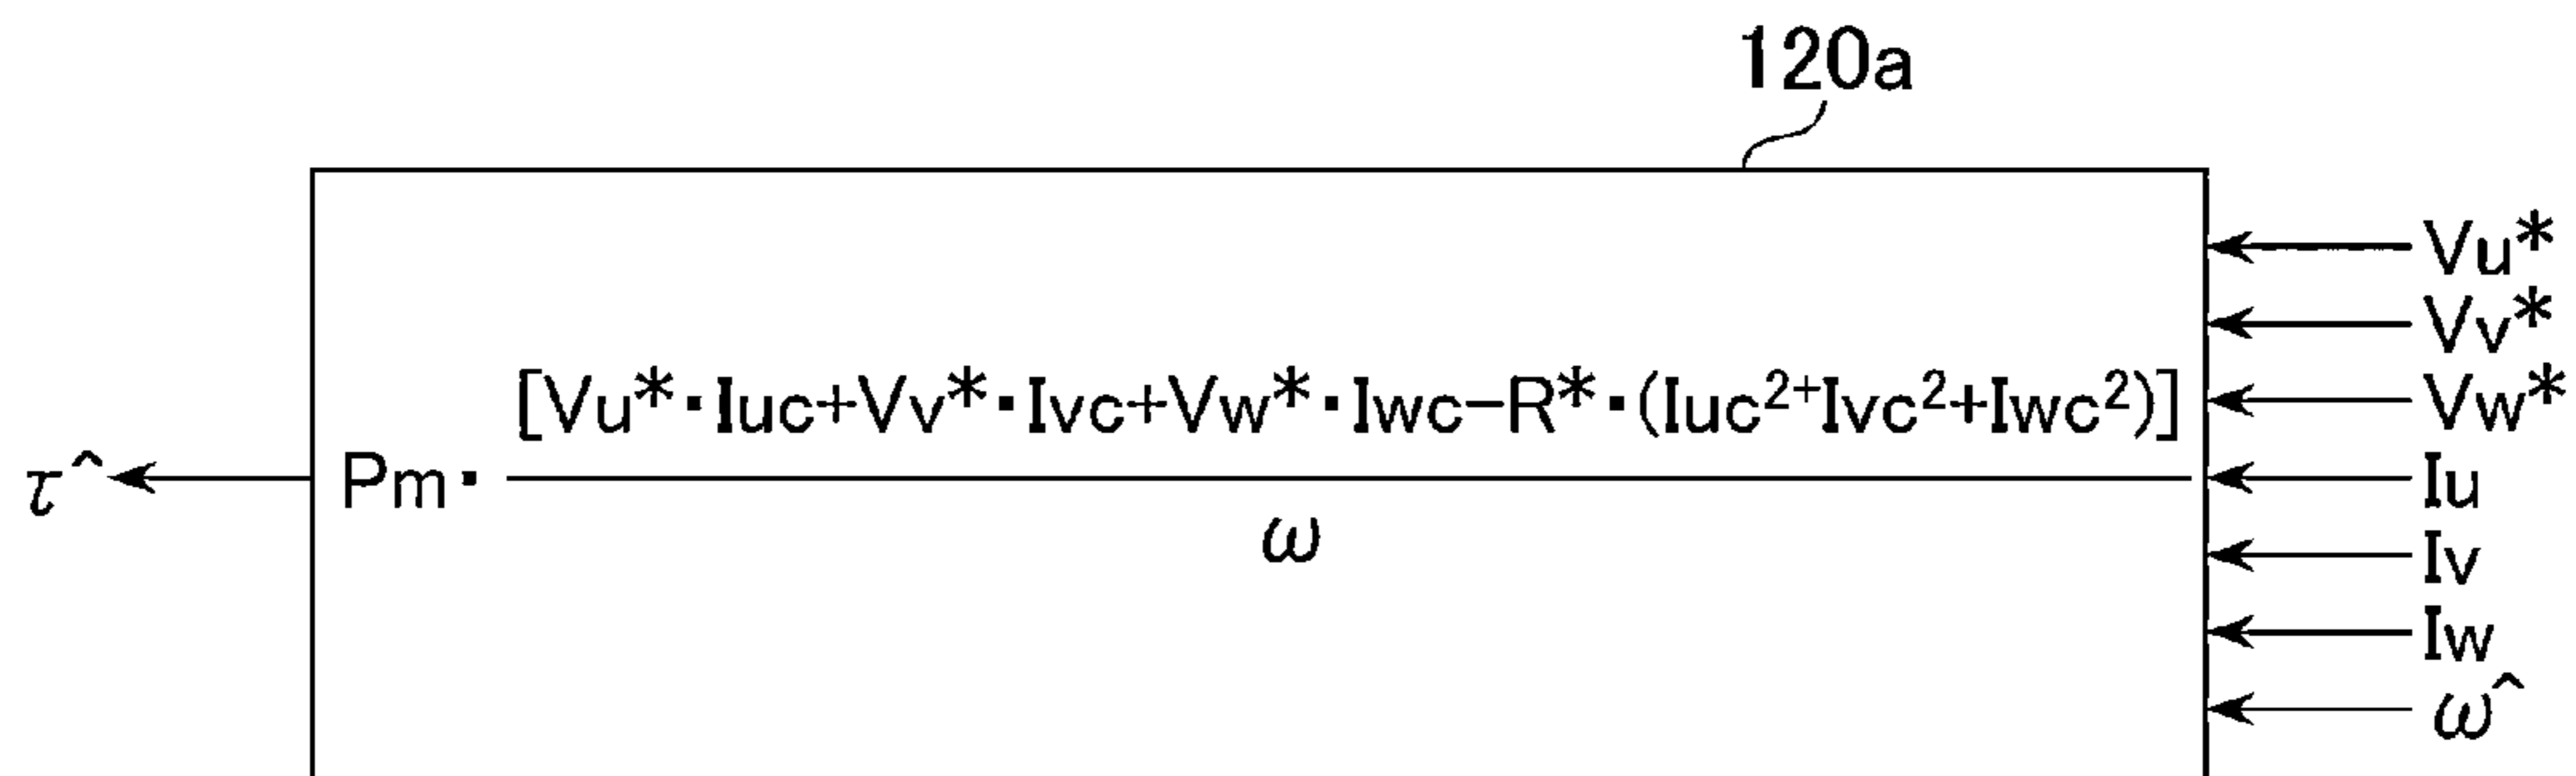 120a
Vu*
Vv*
[Vu*·Iuc+Vv*·Ivc+Vw*·Iwc−R*·(Iuc²⁺Ivc²+Iwc²)]
Vw*
τ^
Pm·
Iu
ω
Iv
Iw
ω^